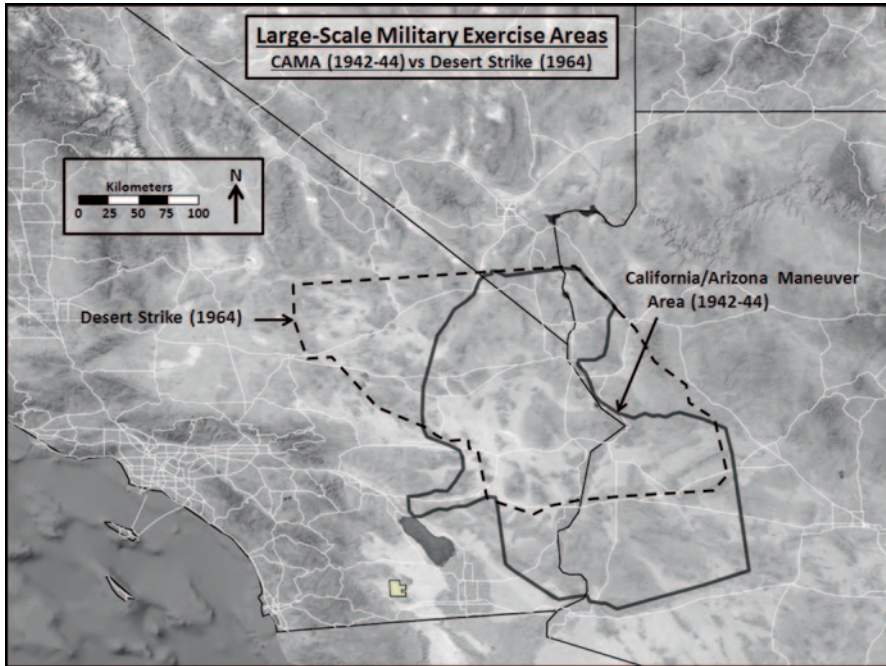 Large-Scale Military Exercise Areas
CAMA (1942-44) vs Desert Strike (1964)
Kilometers
N
0 25 50 75 100
California/Arizona Maneuver
Area (1942-44)
Desert Strike (1964)